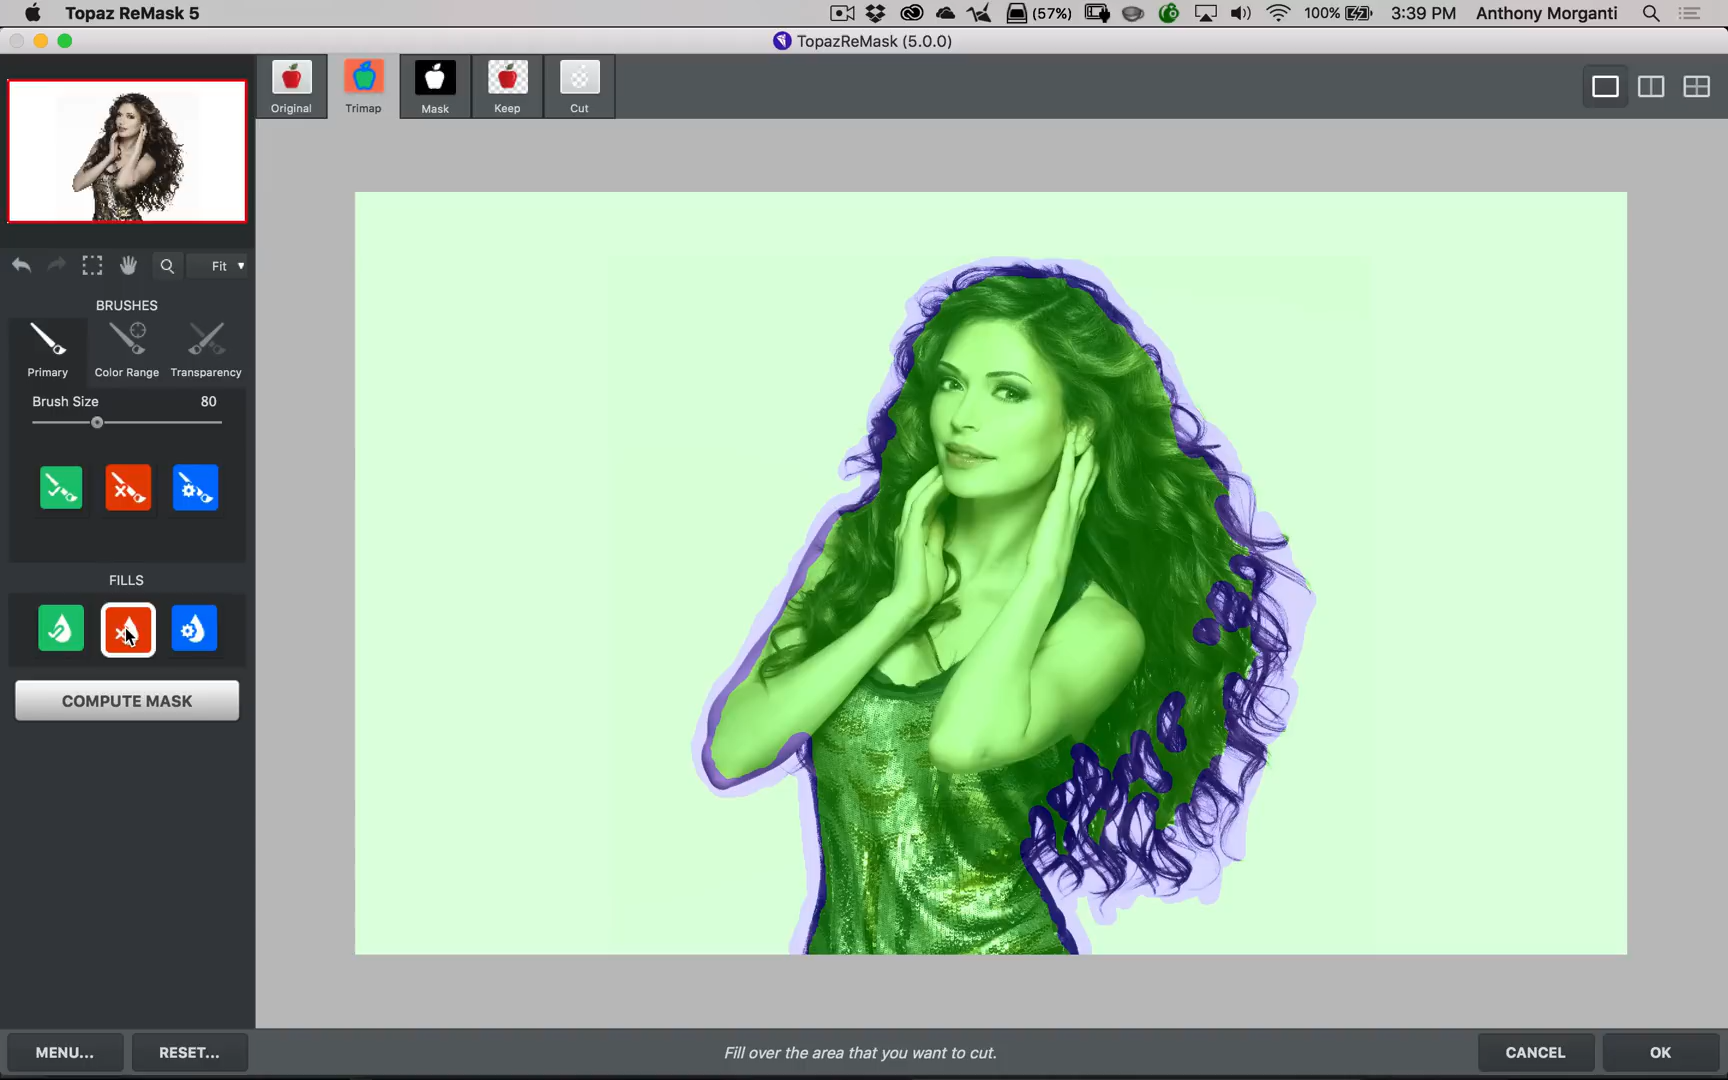 Topaz ReMask 5
(57%)
100%
3:39 PM
Anthony Morganti
TopazReMask (5.0.0)
Original
Trimap
Mask
Keep
Cut
Fit
BRUSHES
Primary
Color Range
Transparency
Brush Size
80
FILLS
COMPUTE MASK
MENU...
RESET...
Fill over the area that you want to cut.
CANCEL
OK